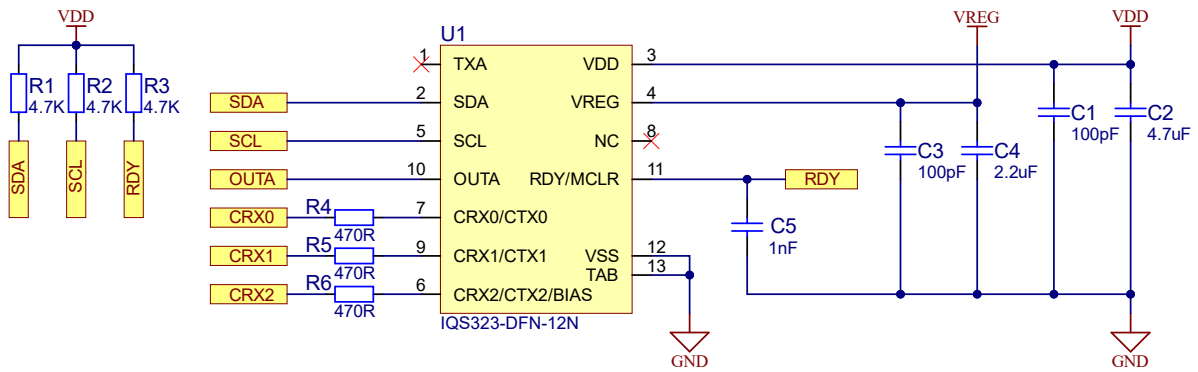 VDD
R1
4.7K
R2
4.7K
R3
4.7K
SDA
SCL
RDY
U1
SDA
SCL
OUTA
CRX0
CRX1
CRX2
R4
470R
R5
470R
R6
470R
1
2
5
10
7
9
6
TXA
SDA
SCL
OUTA
CRX0/CTX0
CRX1/CTX1
CRX2/CTX2/BIAS
VDD
VREG
NC
RDY/MCLR
VSS
TAB
3
4
8
11
12
13
IQS323-DFN-12N
RDY
C5
1nF
GND
VREG
VDD
C3
100pF
C4
2.2uF
C1
100pF
C2
4.7uF
GND